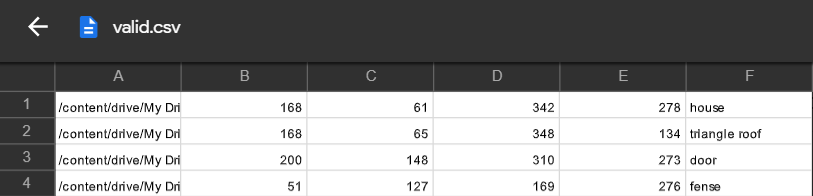 valid.csv
A B C D E F
1 /content/drive/My Dri 168 61 342 278 house
2 /content/drive/My Dri 168 65 348 134 triangle roof
3 /content/drive/My Dri 200 148 310 273 door
4 /content/drive/My Dri 51 127 169 276 fense